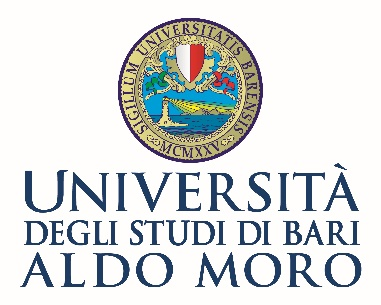 SIGILLUM UNIVERSITATIS BARENSIS
MCMXXV
UNIVERSITÀ
DEGLI STUDI DI BARI
ALDO MORO